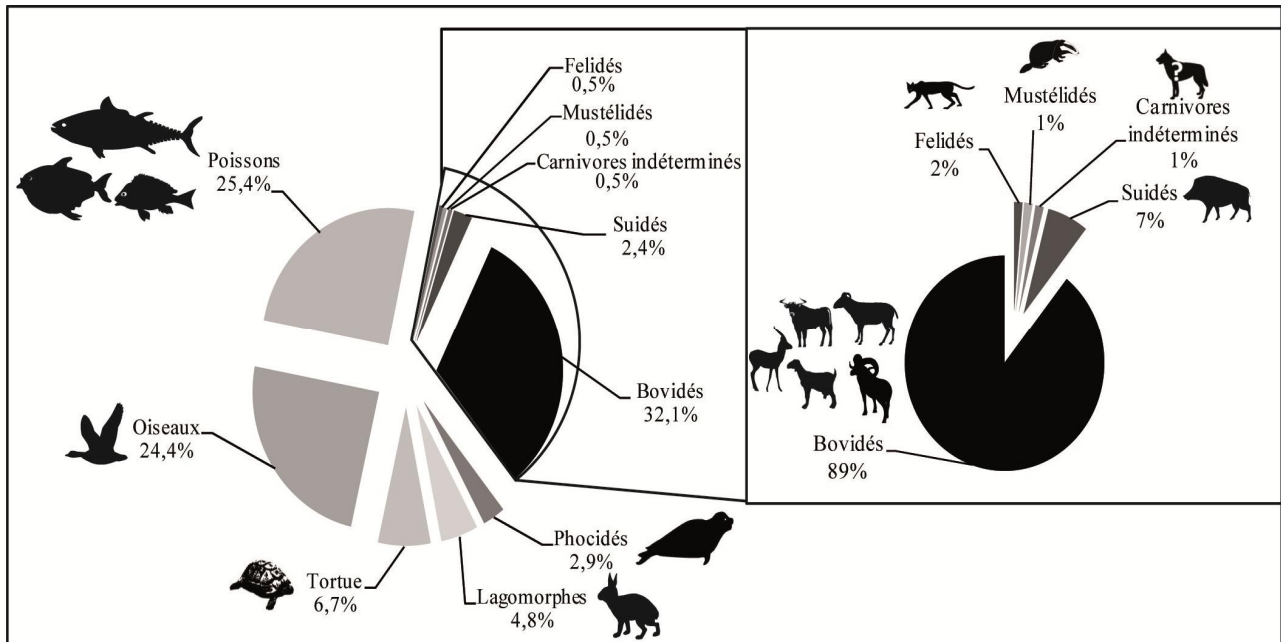 Felidés
0,5%
Mustélidés
0,5%
Carnivores indéterminés
0,5%
Suidés
2,4%
Poissons
25,4%
Bovidés
32,1%
Oiseaux
24,4%
Phocidés
2,9%
Tortue
6,7%
Lagomorphes
4,8%
Mustélidés
1%
Carnivores
indéterminés
1%
Felidés
2%
Suidés
7%
?
Bovidés
89%